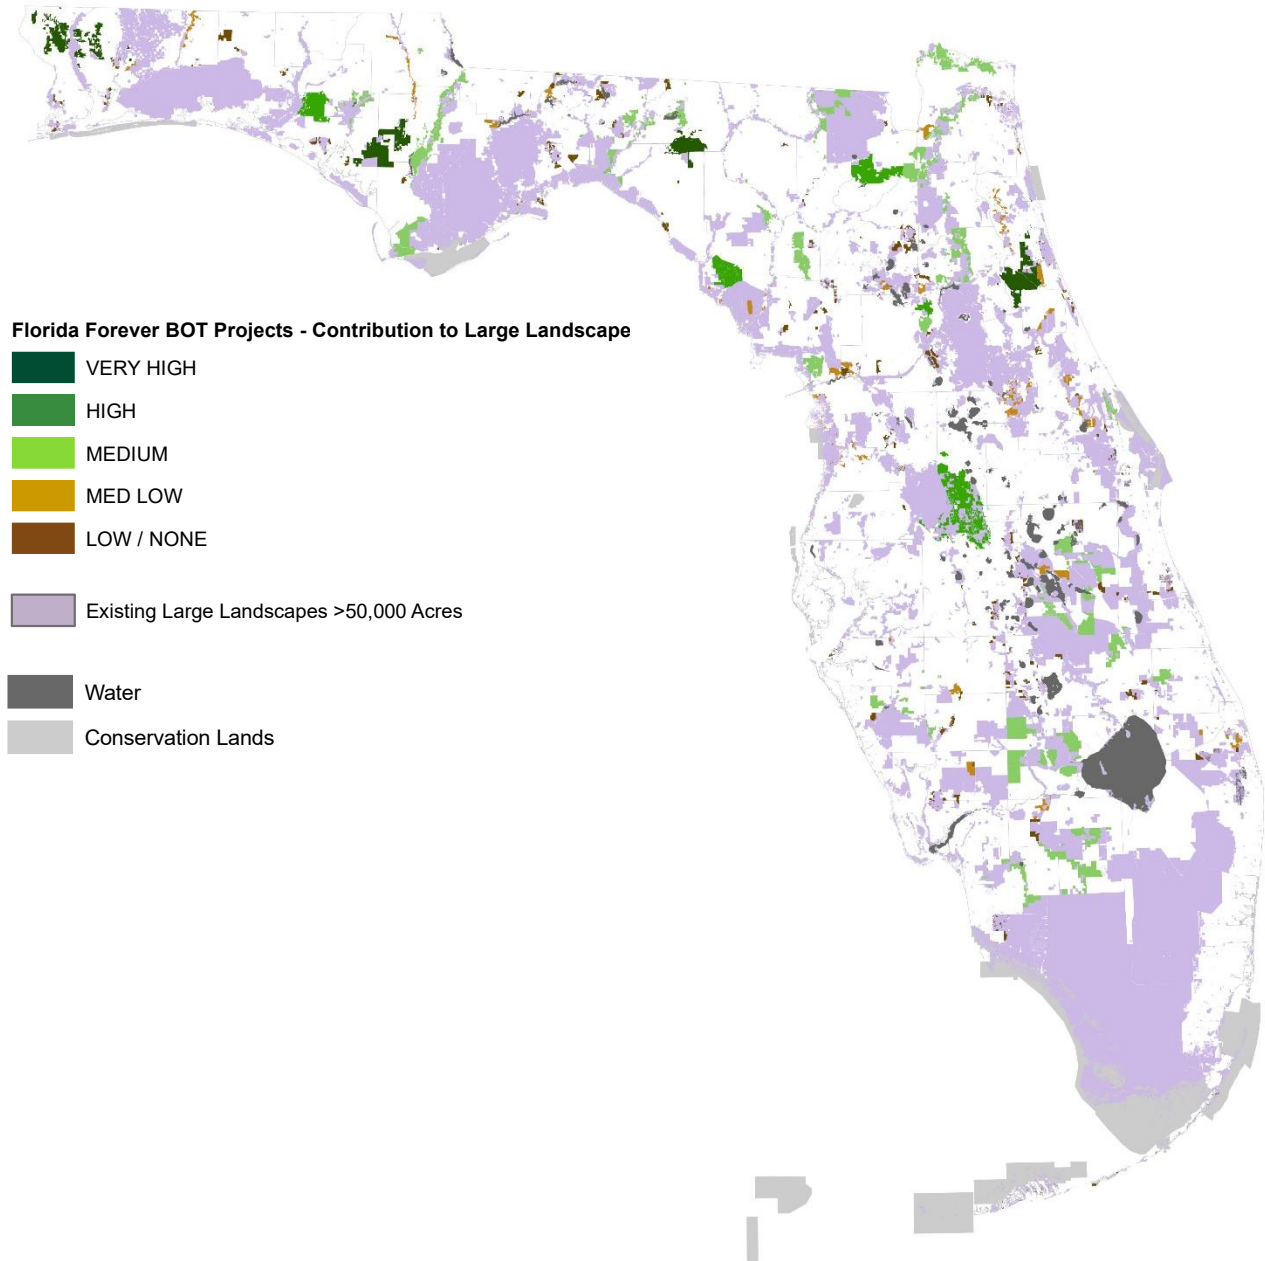 Florida Forever BOT Projects - Contribution to Large Landscape
VERY HIGH
HIGH
MEDIUM
MED LOW
LOW / NONE
Existing Large Landscapes >50,000 Acres
Water
Conservation Lands